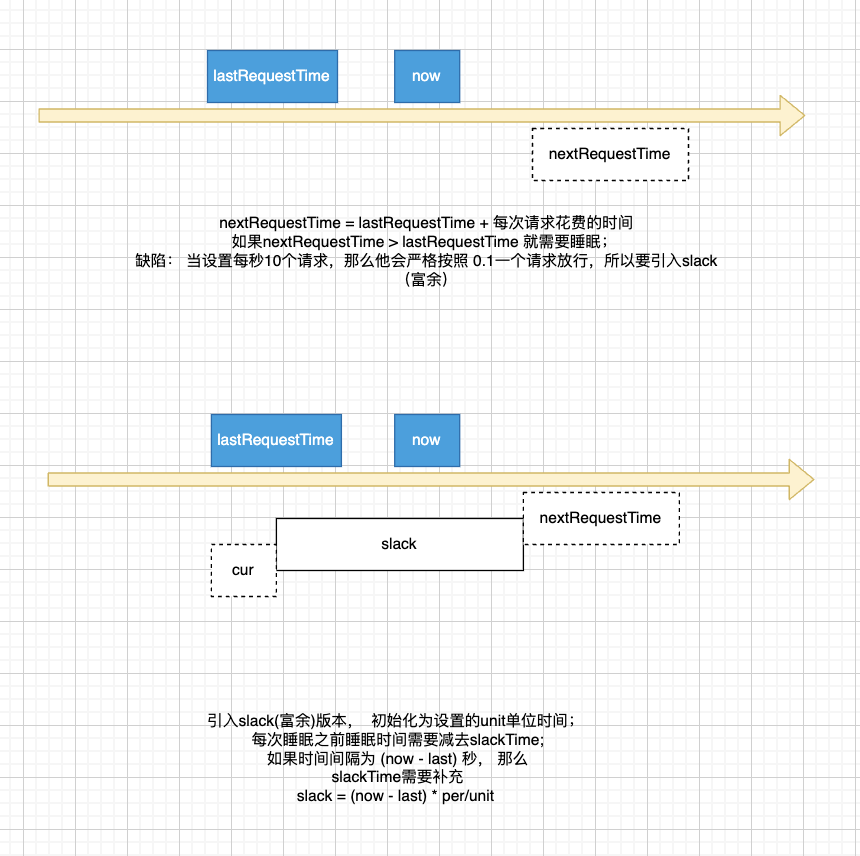 lastRequestTime
now
nextRequestTime
nextRequestTime = lastRequestTime + 每次请求花费的时间
如果nextRequestTime > lastRequestTime 就需要睡眠；
缺陷： 当设置每秒10个请求，那么他会严格按照 0.1一个请求放行，所以要引入slack
（富余）
lastRequestTime
now
nextRequestTime
slack
cur
引入slack(富余)版本， 初始化为设置的unit单位时间；
每次睡眠之前睡眠时间需要减去slackTime;
如果时间间隔为 (now - last) 秒， 那么
slackTime需要补充
slack = (now - last) * per/unit